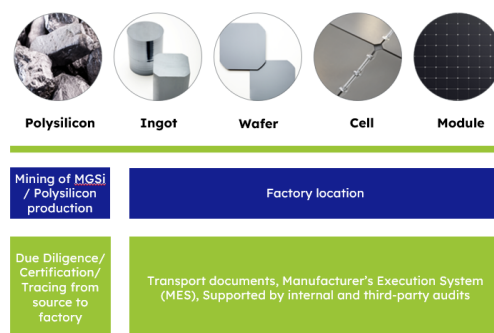 Polysilicon
Ingot
Wafer
Cell
Module
Mining of MGSi
/ Polysilicon
production
Factory location
Due Diligence/
Certification/
Tracing from
source to
factory
Transport documents, Manufacturer's Execution System
(MES), Supported by internal and third-party audits